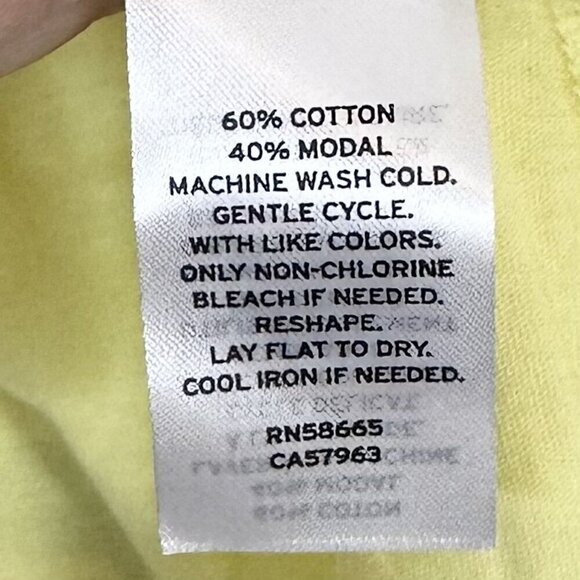 60% COTTON
40% MODAL
MACHINE WASH COLD.
GENTLE CYCLE.
WITH LIKE COLORS.
ONLY NON-CHLORINE
BLEACH IF NEEDED.
RESHAPE.
LAY FLAT TO DRY.
COOL IRON IF NEEDED.
RN58665
CA57963